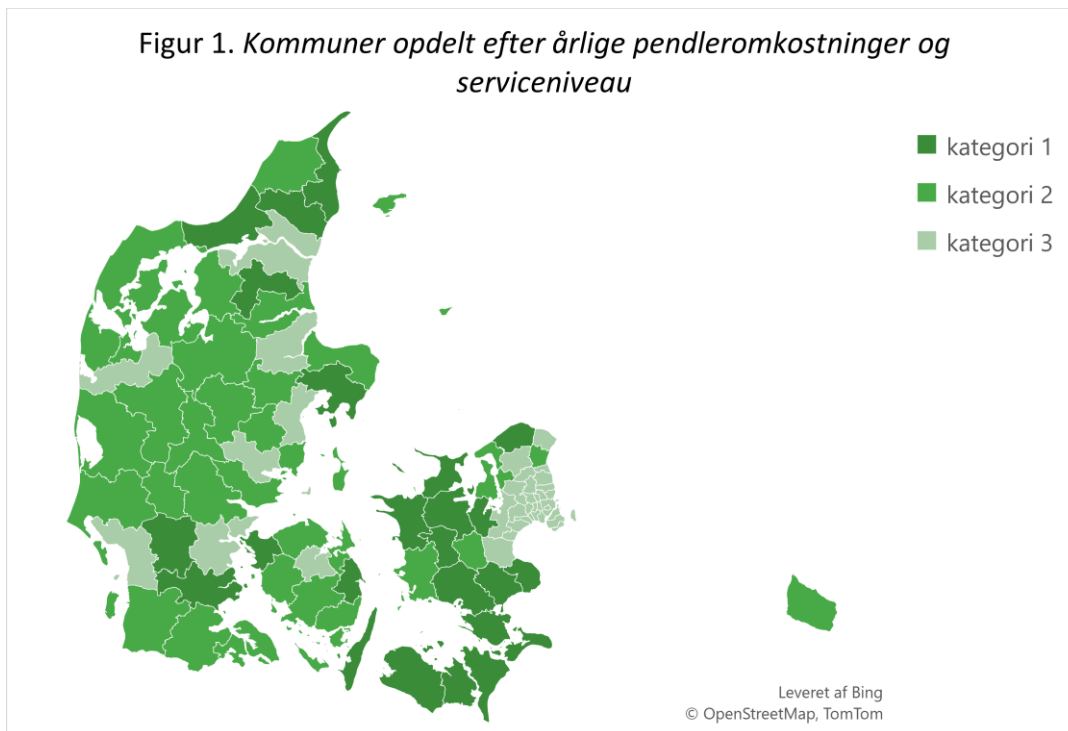 Figur 1. Kommuner opdelt efter årlige pendleromkostninger og
serviceniveau
kategori 1
kategori 2
kategori 3
Leveret af Bing
© OpenStreetMap, TomTom